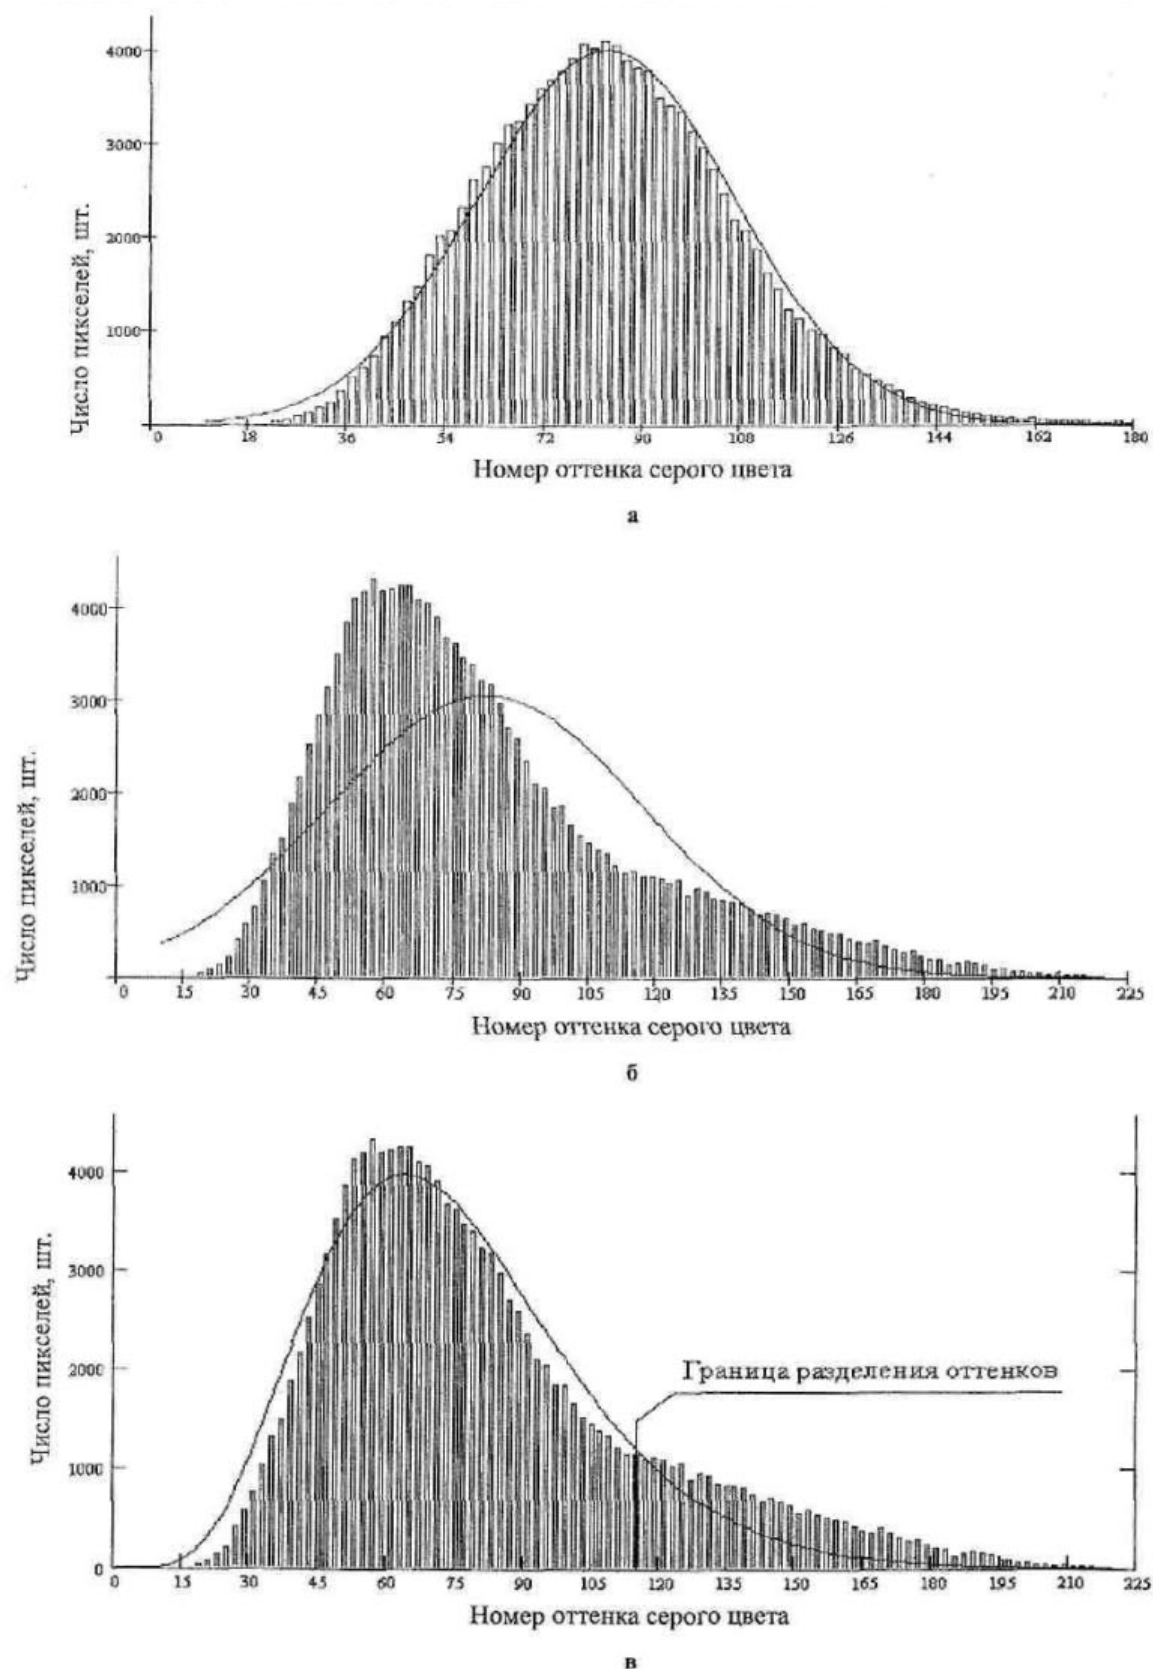 4000
3000
2000
1000
Число пикселей, шт.
0 18 36 54 72 90 108 126 144 162 180
Номер оттенка серого цвета
а
4000
3000
2000
1000
Число пикселей, шт.
0 15 30 45 60 75 90 105 120 135 150 165 180 195 210 225
Номер оттенка серого цвета
б
4000
3000
2000
1000
0
Число пикселей, шт.
Граница разделения оттенков
0 15 30 45 60 75 90 105 120 135 150 165 180 195 210 225
Номер оттенка серого цвета
в